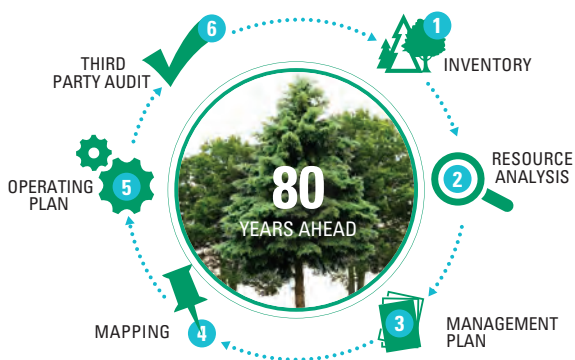 6
THIRD
PARTY AUDIT
1
INVENTORY
2
RESOURCE
ANALYSIS
3
MANAGEMENT
PLAN
4
MAPPING
5
OPERATING
PLAN
80
YEARS AHEAD